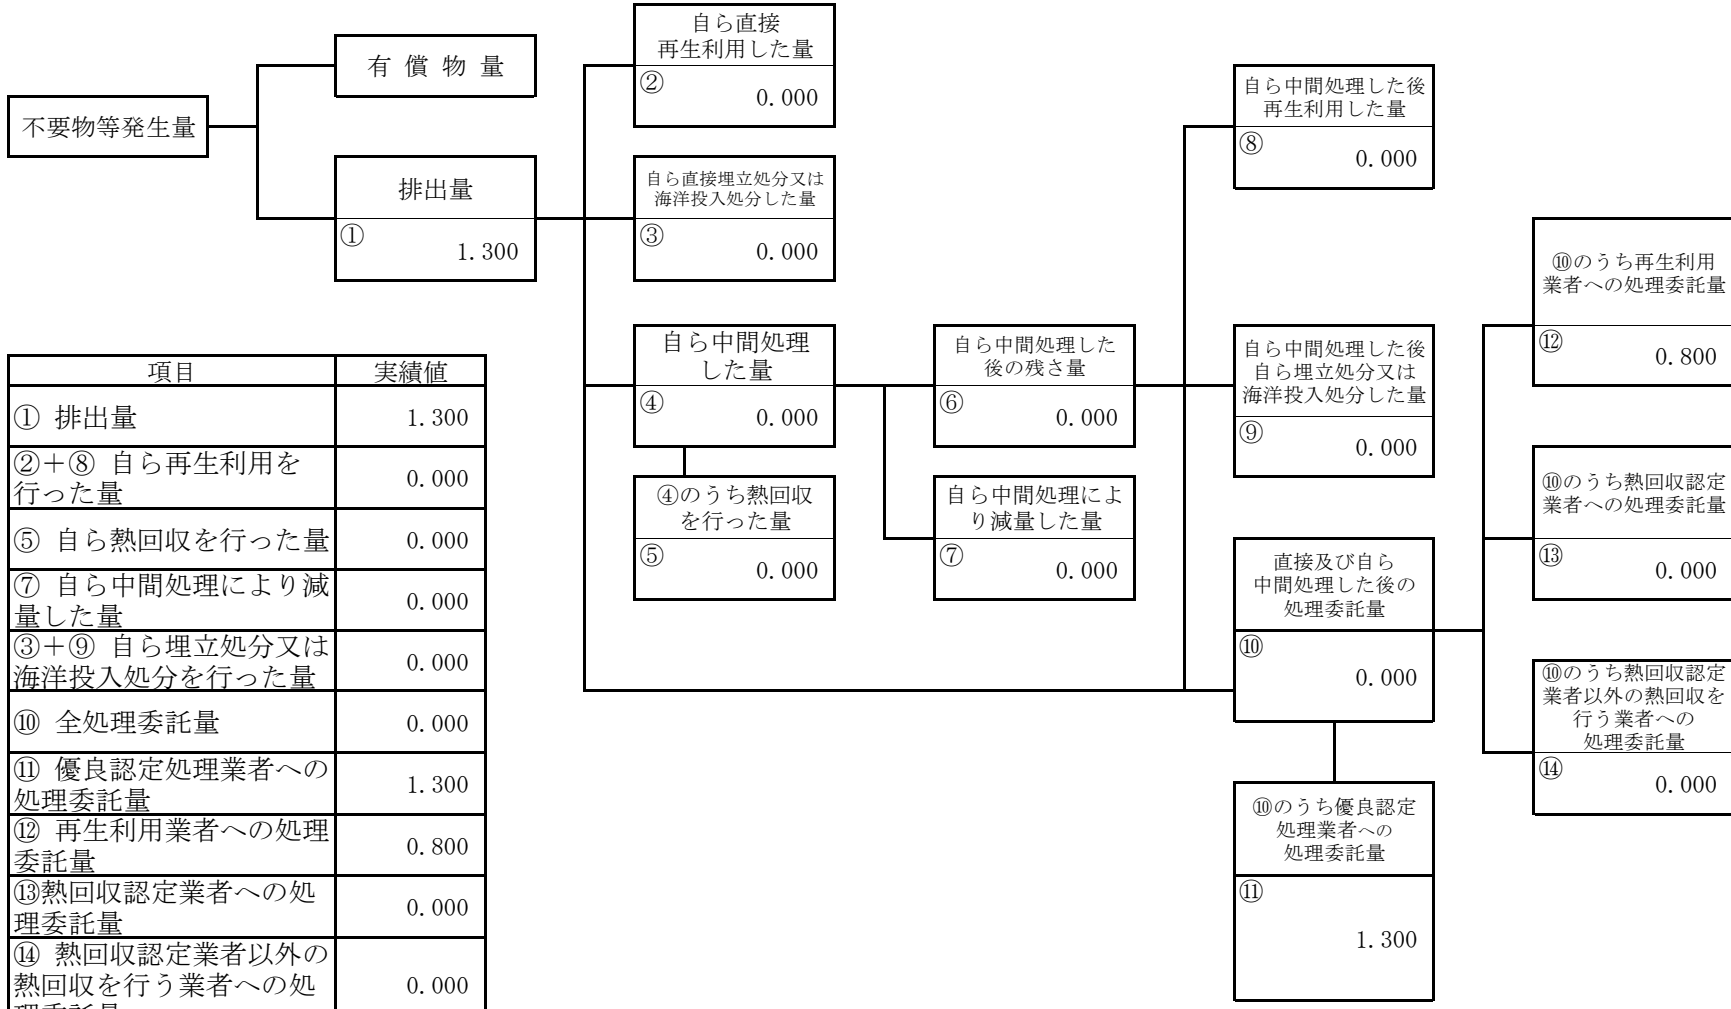 不要物等発生量
有 償 物 量
排出量
①
1.300
自ら直接
再生利用した量
②
0.000
自ら直接埋立処分又は
海洋投入処分した量
③
0.000
自ら中間処理
した量
④
0.000
④のうち熱回収
を行った量
⑤
0.000
自ら中間処理した
後の残さ量
⑥
0.000
自ら中間処理によ
り減量した量
⑦
0.000
自ら中間処理した後
再生利用した量
⑧
0.000
自ら中間処理した後
自ら埋立処分又は
海洋投入処分した量
⑨
0.000
直接及び自ら
中間処理した後の
処理委託量
⑩
0.000
⑩のうち優良認定
処理業者への
処理委託量
⑪
1.300
⑩のうち再生利用
業者への処理委託量
⑫
0.800
⑩のうち熱回収認定
業者への処理委託量
⑬
0.000
⑩のうち熱回収認定
業者以外の熱回収を
行う業者への
処理委託量
⑭
0.000
項目 実績値
① 排出量 1.300
②＋⑧ 自ら再生利用を
行った量 0.000
⑤ 自ら熱回収を行った量 0.000
⑦ 自ら中間処理により減
量した量 0.000
③＋⑨ 自ら埋立処分又は
海洋投入処分を行った量 0.000
⑩ 全処理委託量 0.000
⑪ 優良認定処理業者への
処理委託量 1.300
⑫ 再生利用業者への処理
委託量 0.800
⑬熱回収認定業者への処
理委託量 0.000
⑭ 熱回収認定業者以外の
熱回収を行う業者への処 0.000